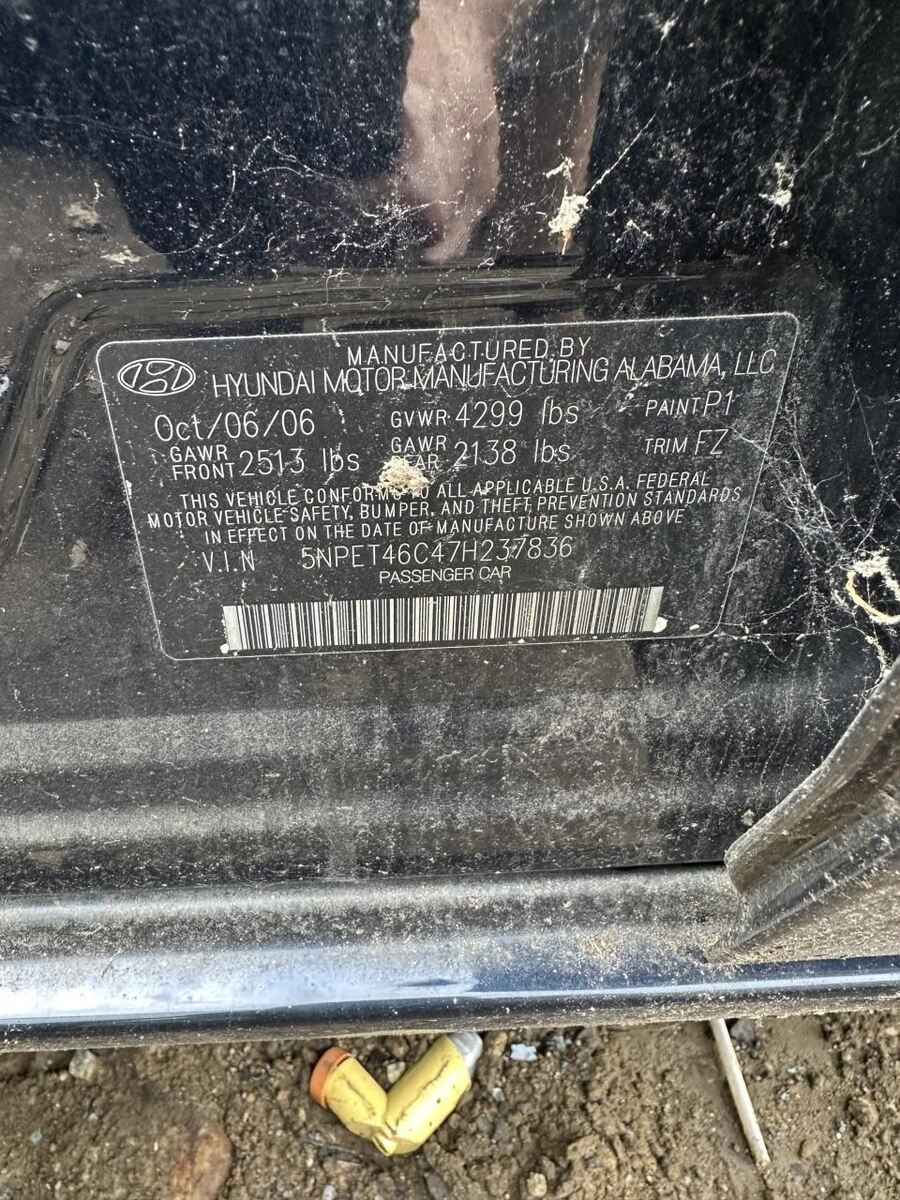 MANUFACTURED BY
HYUNDAI MOTOR MANUFACTURING ALABAMA, LLC
Oct/06/06 GVWR 4299 lbs PAINT P1
GAWR FRONT 2513 lbs GAWR REAR 2138 lbs TRIM FZ
THIS VEHICLE CONFORMS TO ALL APPLICABLE U.S.A. FEDERAL
MOTOR VEHICLE SAFETY, BUMPER, AND THEFT PREVENTION STANDARDS
IN EFFECT ON THE DATE OF MANUFACTURE SHOWN ABOVE
V.I.N 5NPET46C47H237836
PASSENGER CAR